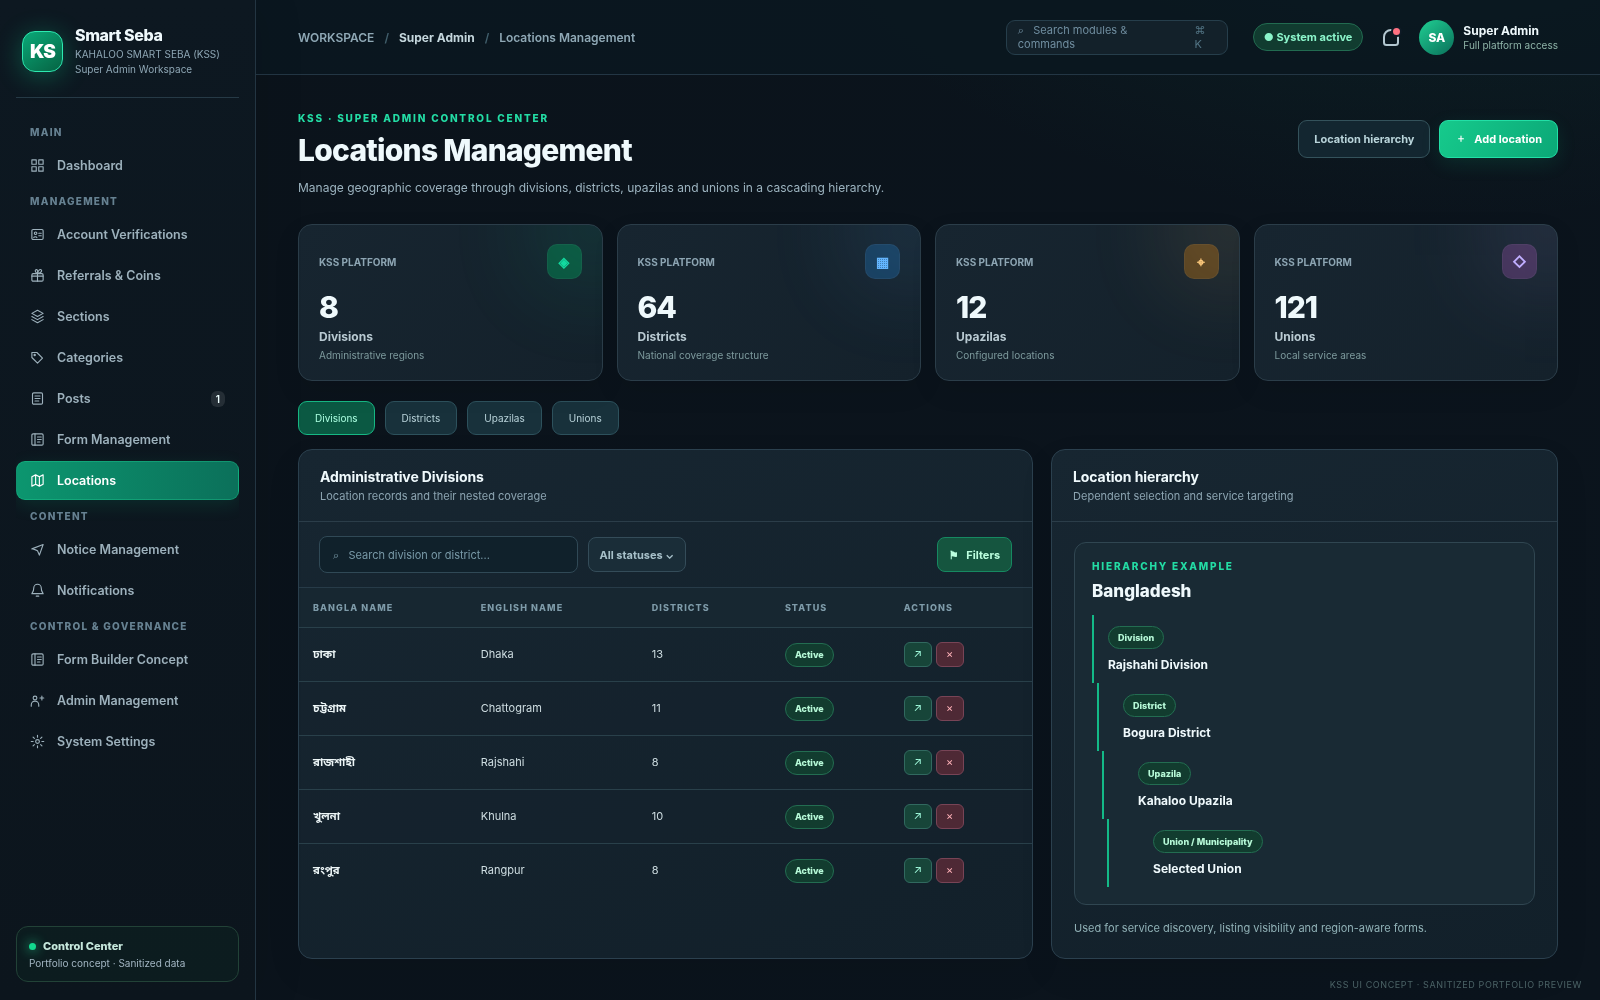 KS
Smart Seba
KAHALOO SMART SEBA (KSS)
Super Admin Workspace
MAIN
Dashboard
MANAGEMENT
Account Verifications
Referrals & Coins
Sections
Categories
Posts 1
Form Management
Locations
CONTENT
Notice Management
Notifications
CONTROL & GOVERNANCE
Form Builder Concept
Admin Management
System Settings
Control Center
Portfolio concept · Sanitized data
WORKSPACE / Super Admin / Locations Management
Search modules & commands ⌘ K
System active
SA
Super Admin
Full platform access
KSS · SUPER ADMIN CONTROL CENTER
Locations Management
Manage geographic coverage through divisions, districts, upazilas and unions in a cascading hierarchy.
Location hierarchy
+ Add location
KSS PLATFORM
8
Divisions
Administrative regions
KSS PLATFORM
64
Districts
National coverage structure
KSS PLATFORM
12
Upazilas
Configured locations
KSS PLATFORM
121
Unions
Local service areas
Divisions Districts Upazilas Unions
Administrative Divisions
Location records and their nested coverage
Search division or district...
All statuses
Filters
BANGLA NAME ENGLISH NAME DISTRICTS STATUS ACTIONS
ঢাকা Dhaka 13 Active ↗ ×
চট্টগ্রাম Chattogram 11 Active ↗ ×
রাজশাহী Rajshahi 8 Active ↗ ×
খুলনা Khulna 10 Active ↗ ×
রংপুর Rangpur 8 Active ↗ ×
Location hierarchy
Dependent selection and service targeting
HIERARCHY EXAMPLE
Bangladesh
Division
Rajshahi Division
District
Bogura District
Upazila
Kahaloo Upazila
Union / Municipality
Selected Union
Used for service discovery, listing visibility and region-aware forms.
KSS UI CONCEPT · SANITIZED PORTFOLIO PREVIEW